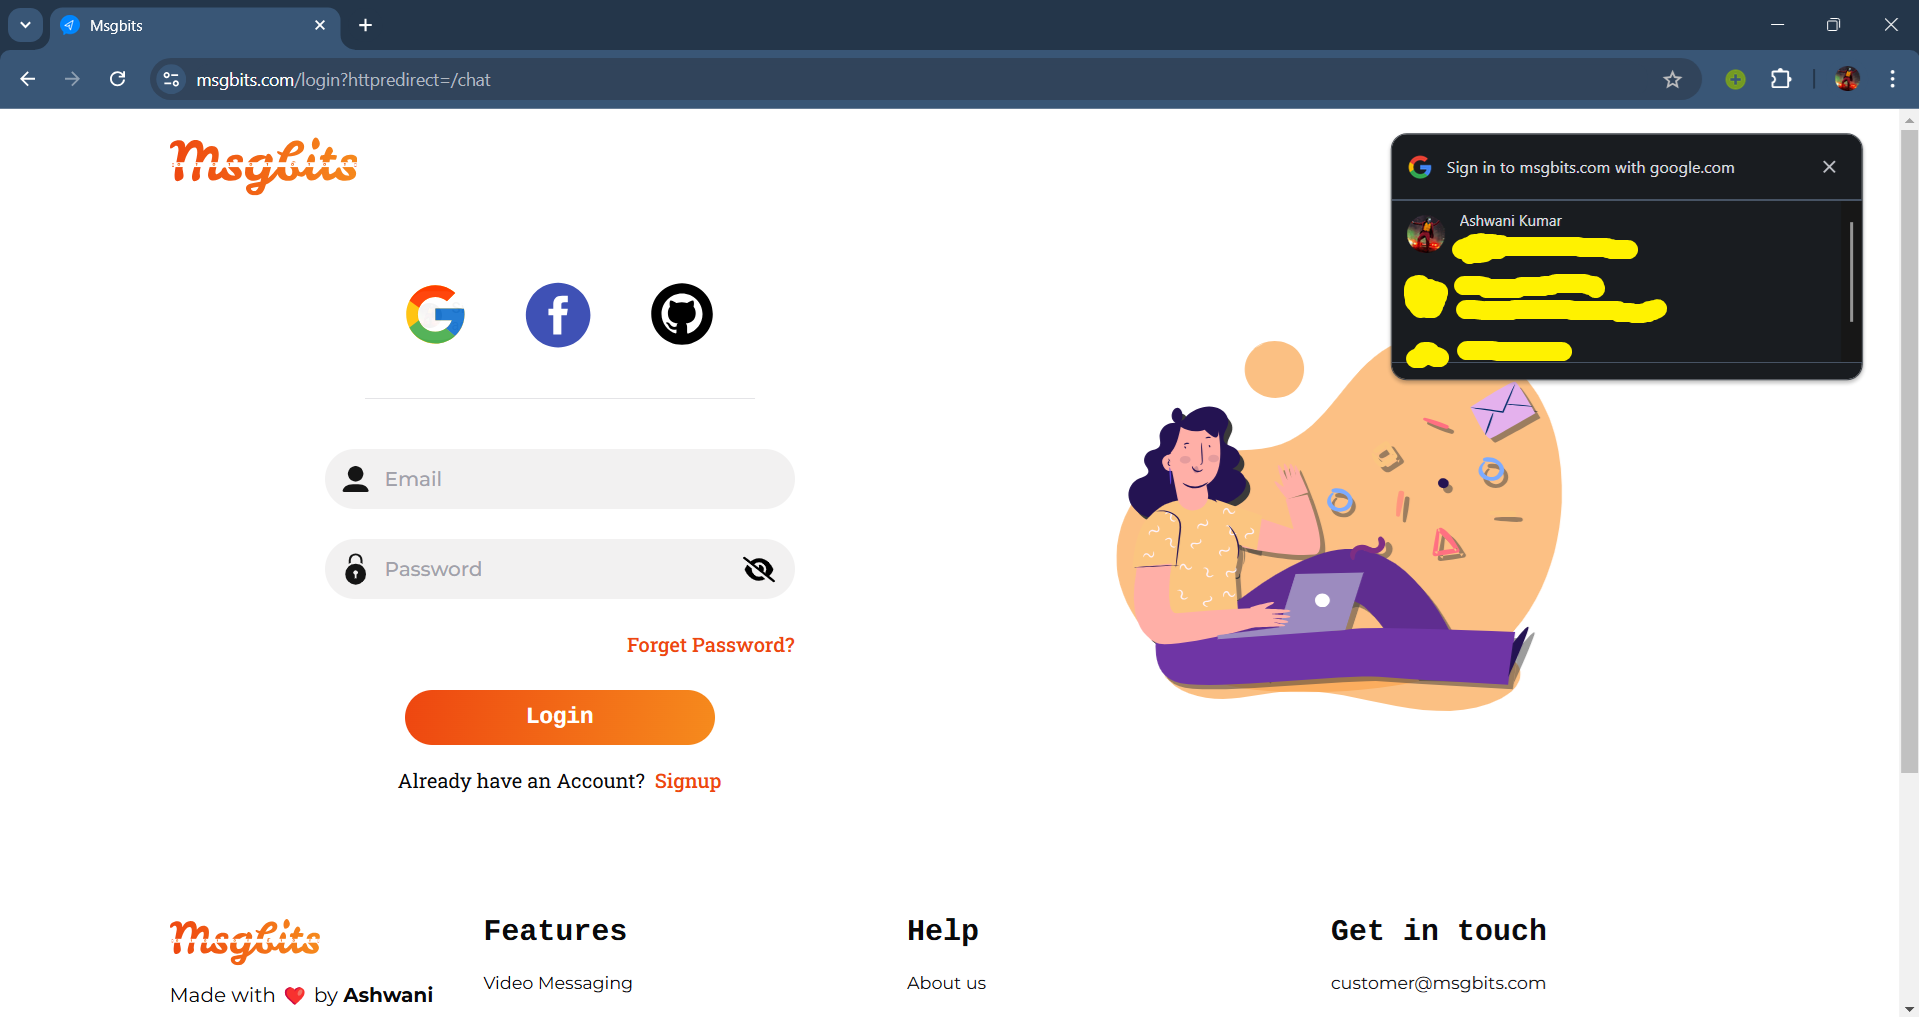 Msgbits
msgbits.com/login?httpredirect=/chat
Msgbits
Sign in to msgbits.com with google.com
Ashwani Kumar
Email
Password
Forget Password?
Login
Already have an Account? Signup
Msgbits
Made with ❤️ by Ashwani
Features
Video Messaging
Help
About us
Get in touch
customer@msgbits.com